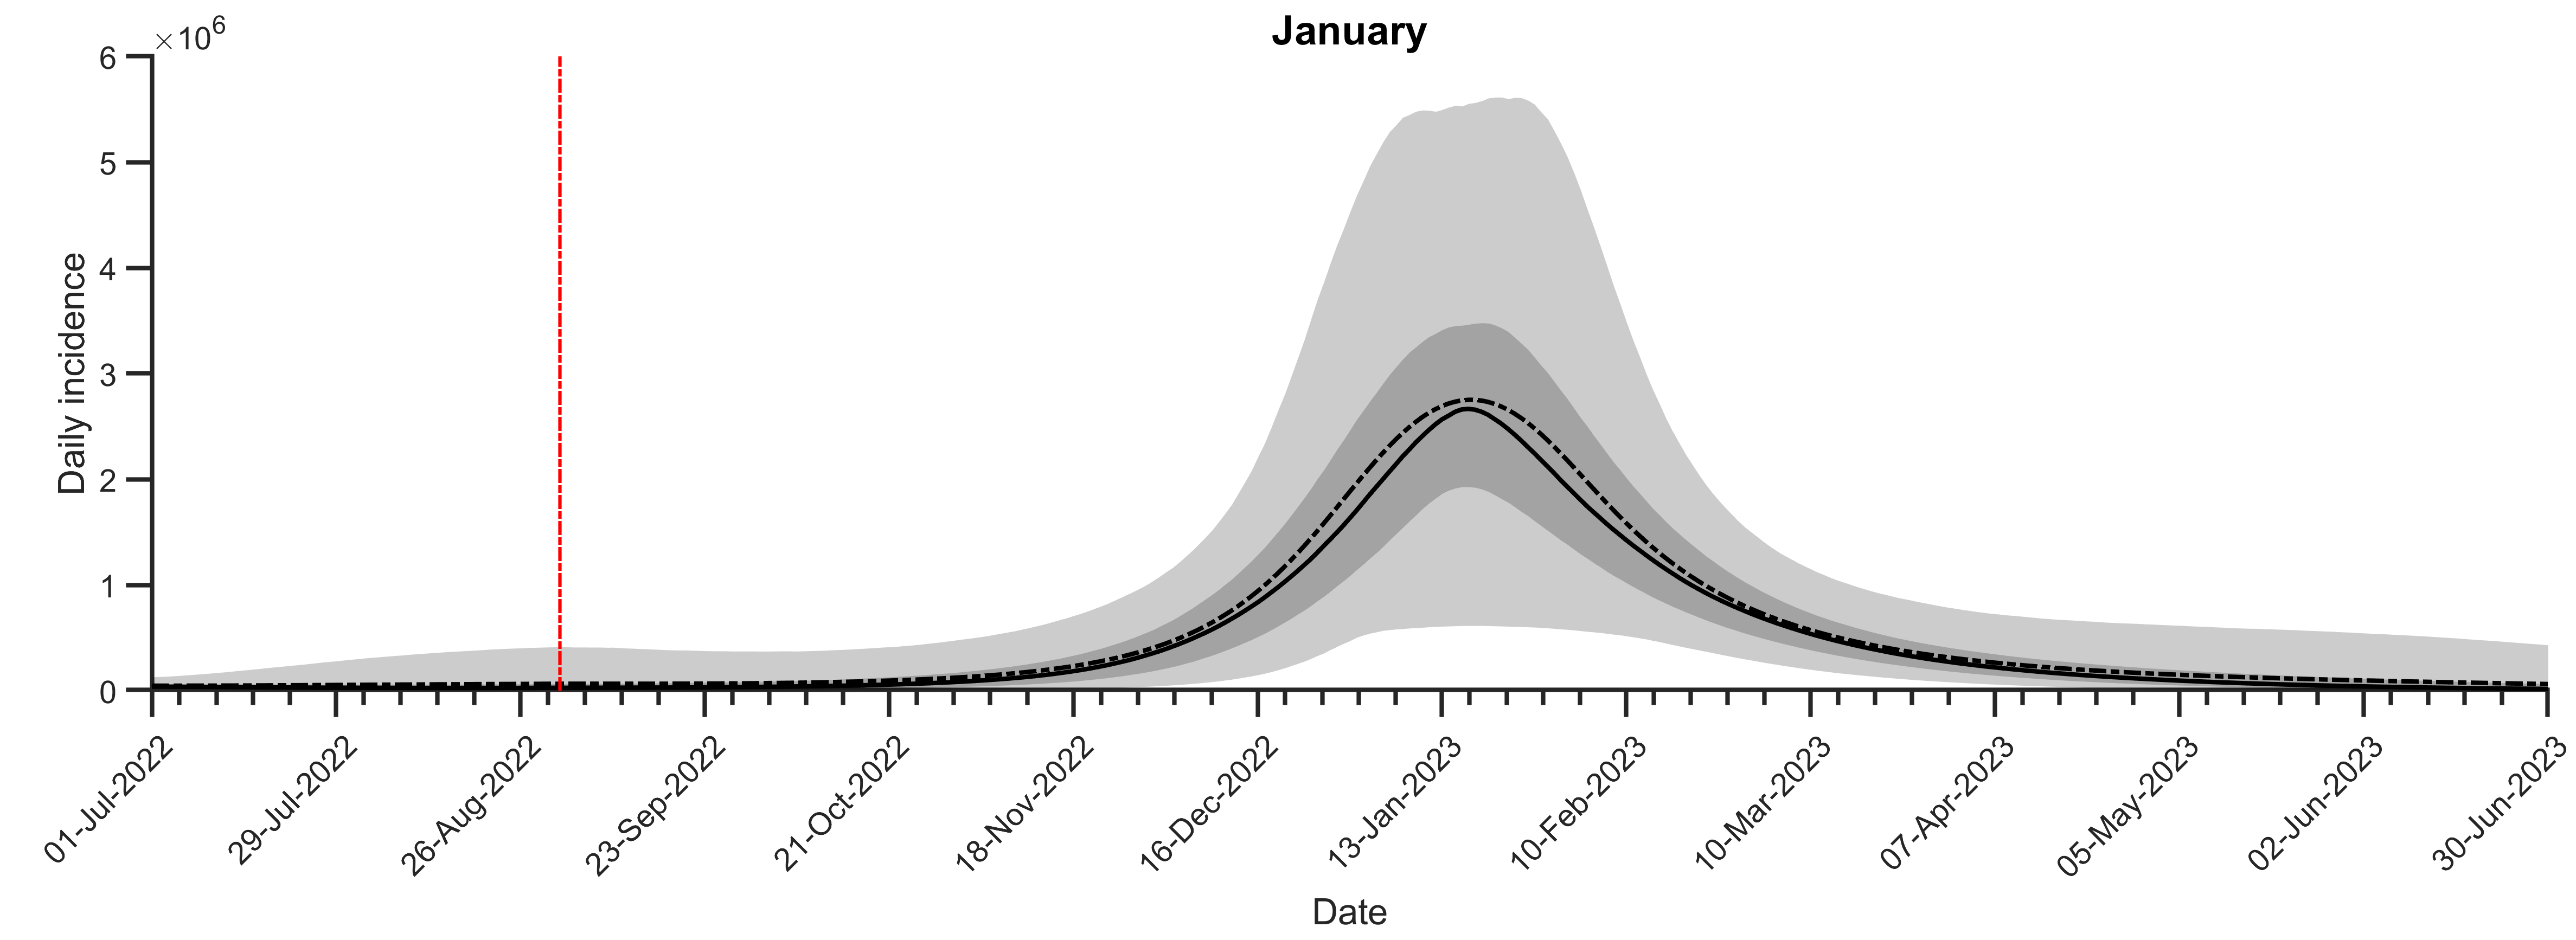 January
×10⁶
6
5
4
3
2
1
0
Daily incidence
01-Jul-2022
29-Jul-2022
26-Aug-2022
23-Sep-2022
21-Oct-2022
18-Nov-2022
16-Dec-2022
13-Jan-2023
10-Feb-2023
10-Mar-2023
07-Apr-2023
05-May-2023
02-Jun-2023
30-Jun-2023
Date